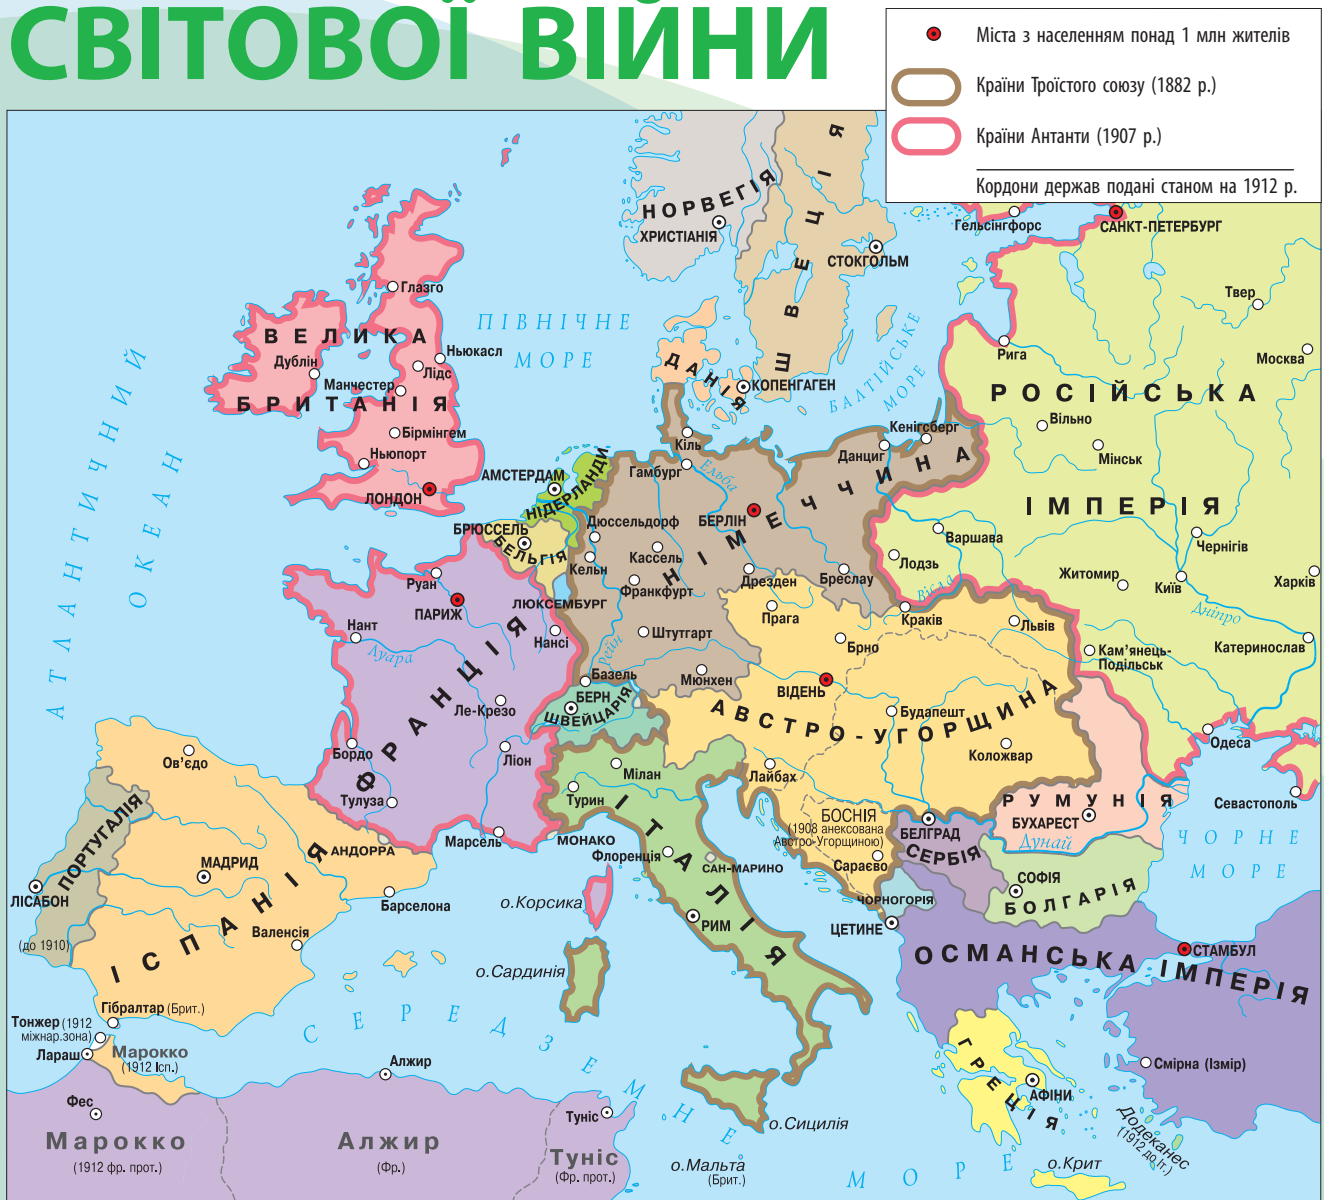 СВІТОВОЇ ВІЙНИ
Міста з населенням понад 1 млн жителів
Країни Троїстого союзу (1882 р.)
Країни Антанти (1907 р.)
Кордони держав подані станом на 1912 р.
НОРВЕГІЯ
ХРИСТІАНІЯ
ШВЕЦІЯ
СТОКГОЛЬМ
Гельсінгфорс
САНКТ-ПЕТЕРБУРГ
Твер
Москва
Рига
РОСІЙСЬКА
ІМПЕРІЯ
Вільно
Мінськ
Варшава
Лодзь
Чернігів
Житомир
Київ
Харків
Дніпро
Катеринослав
Кам’янець-
Подільськ
Одеса
Севастополь
АТЛАНТИЧНИЙ
ОКЕАН
ПІВНІЧНЕ
МОРЕ
БАЛТІЙСЬКЕ
МОРЕ
Глазго
ВЕЛИКА
БРИТАНІЯ
Дублін
Ньюкасл
Лідс
Манчестер
Бірмінгем
Ньюпорт
ЛОНДОН
ДАНІЯ
КОПЕНГАГЕН
Кіль
Гамбург
Ельба
Данциг
Кенігсберг
НІМЕЧЧИНА
БЕРЛІН
АМСТЕРДАМ
НІДЕРЛАНДИ
БРЮССЕЛЬ
БЕЛЬГІЯ
Дюссельдорф
Кельн
Кассель
Франкфурт
Дрезден
Бреслау
Вісла
ЛЮКСЕМБУРГ
Штутгарт
Рейн
Мюнхен
Руан
ПАРИЖ
Нант
Луара
Нансі
ФРАНЦІЯ
Ле-Крезо
Бордо
Ліон
Тулуза
Марсель
Базель
БЕРН
ШВЕЙЦАРІЯ
Прага
Краків
Львів
Брно
ВІДЕНЬ
АВСТРО-УГОРЩИНА
Будапешт
Коложвар
Лайбах
БОСНІЯ
(1908 анексована
Австро-Угорщиною)
Сараєво
РУМУНІЯ
БУХАРЕСТ
Дунай
БЕЛГРАД
СЕРБІЯ
СОФІЯ
БОЛГАРІЯ
ЧОРНЕ
МОРЕ
ЧОРНОГОРІЯ
ЦЕТИНЕ
Мілан
Турин
ІТАЛІЯ
МОНАКО
Флоренція
САН-МАРИНО
РИМ
о.Корсика
о.Сардинія
о.Сицилія
о.Мальта
(Брит.)
Ов’єдо
ПОРТУГАЛІЯ
ЛІСАБОН
(до 1910)
МАДРИД
ІСПАНІЯ
АНДОРРА
Барселона
Валенсія
Гібралтар (Брит.)
Тонжер (1912
міжнар.зона)
Лараш
Марокко
(1912 Ісп.)
Фес
Марокко
(1912 фр. прот.)
Алжир
Алжир
(Фр.)
Туніс
Туніс
(Фр. прот.)
СЕРЕДЗЕМНЕ
МОРЕ
ОСМАНСЬКА ІМПЕРІЯ
СТАМБУЛ
Смірна (Ізмір)
ГРЕЦІЯ
АФІНИ
Додеканес
(1912 до Іт.)
о.Крит